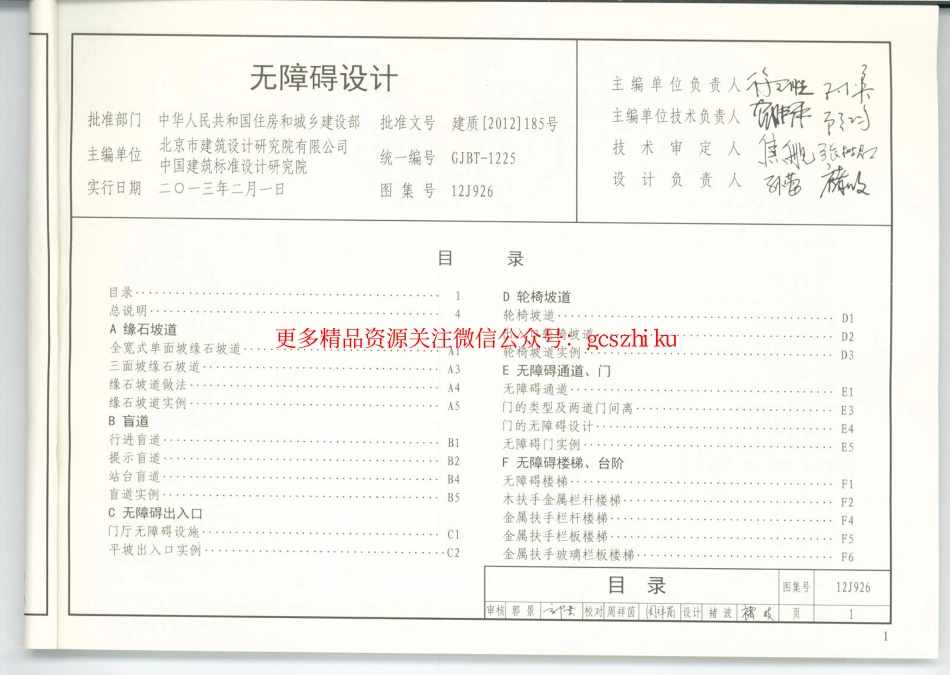 无障碍设计
批准部门 中华人民共和国住房和城乡建设部 批准文号 建质[2012]185号
主编单位 北京市建筑设计研究院有限公司
中国建筑标准设计研究院
统一编号 GJBT-1225
实行日期 二〇一三年二月一日 图集号 12J926
主编单位负责人
主编单位技术负责人
技术审定人
设计负责人
目 录
目录 1
总说明 4
A 缘石坡道
全宽式单面坡缘石坡道 A1
三面坡缘石坡道 A3
缘石坡道做法 A4
缘石坡道实例 A5
B 盲道
行进盲道 B1
提示盲道 B2
站台盲道 B4
盲道实例 B5
C 无障碍出入口
门厅无障碍设施 C1
平坡出入口实例 C2
D 轮椅坡道
轮椅坡道 D1
坡道 D2
轮椅坡道实例 D3
E 无障碍通道、门
无障碍通道 E1
门的类型及两道门间离 E3
门的无障碍设计 E4
无障碍门实例 E5
F 无障碍楼梯、台阶
无障碍楼梯 F1
木扶手金属栏杆楼梯 F2
金属扶手栏杆楼梯 F4
金属扶手栏板楼梯 F5
金属扶手玻璃栏板楼梯 F6
更多精品资源关注微信公众号：gcszhiku
目 录 图集号 12J926
审核 郭景 校对 周祥茵 设计 褚波 页 1
1